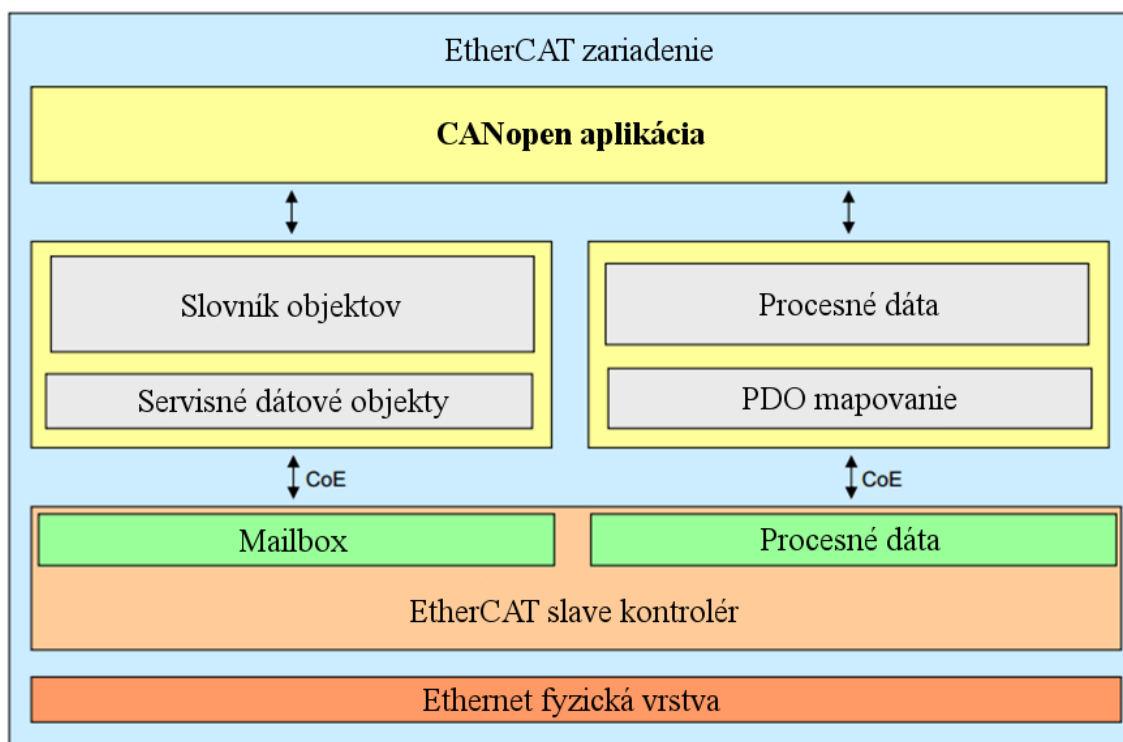 EtherCAT zariadenie
CANopen aplikácia
Slovník objektov
Servisné dátové objekty
Procesné dáta
PDO mapovanie
CoE
CoE
Mailbox
Procesné dáta
EtherCAT slave kontrolér
Ethernet fyzická vrstva